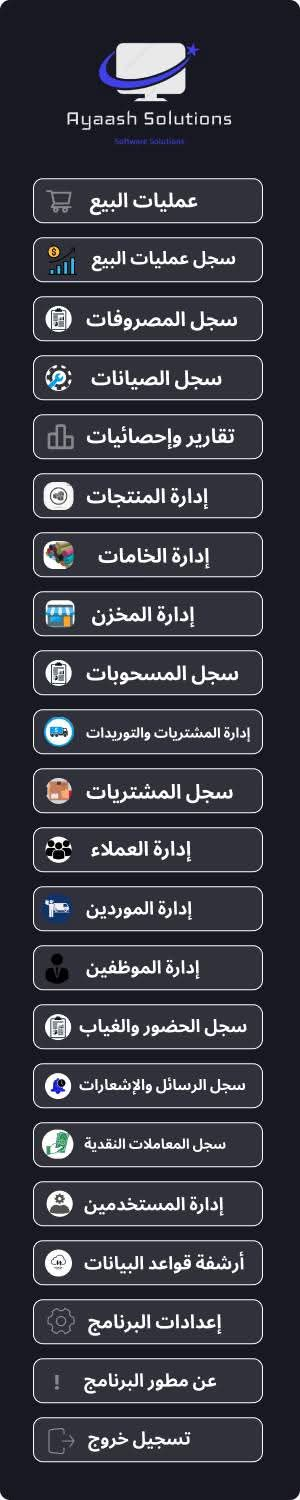 Ayaash Solutions
Software Solutions
عمليات البيع
سجل عمليات البيع
سجل المصروفات
سجل الصيانات
تقارير وإحصائيات
إدارة المنتجات
إدارة الخامات
إدارة المخزن
سجل المسحوبات
إدارة المشتريات والتوريدات
سجل المشتريات
إدارة العملاء
إدارة الموردين
إدارة الموظفين
سجل الحضور والغياب
سجل الرسائل والإشعارات
سجل المعاملات النقدية
إدارة المستخدمين
أرشفة قواعد البيانات
إعدادات البرنامج
عن مطور البرنامج
تسجيل خروج